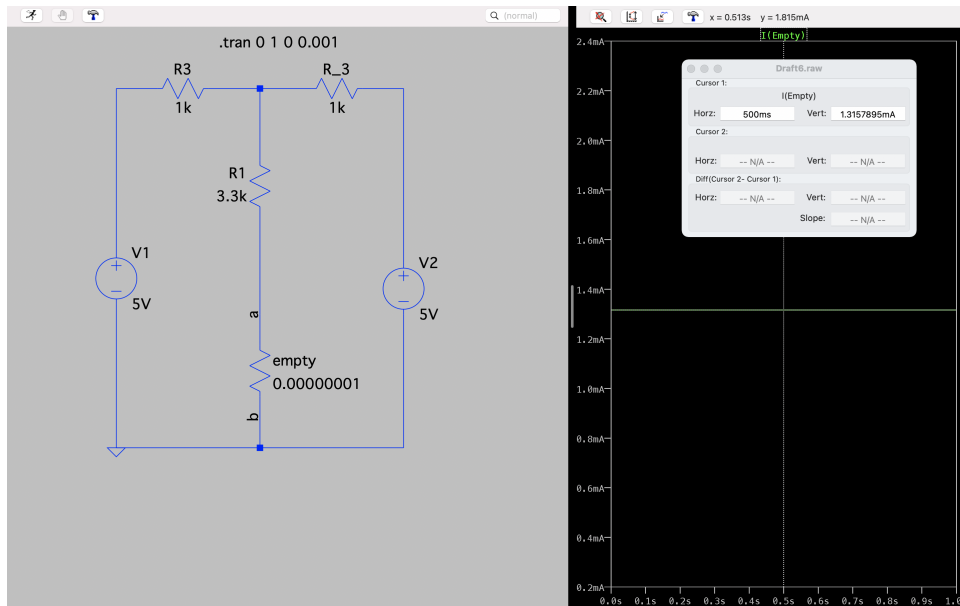 (normal)
x = 0.513s y = 1.815mA
.tran 0 1 0 0.001
R3
1k
R_3
1k
R1
3.3k
V1
+
−
5V
V2
+
−
5V
a
empty
0.00000001
b
I(Empty)
2.4mA
2.2mA
2.0mA
1.8mA
1.6mA
1.4mA
1.2mA
1.0mA
0.8mA
0.6mA
0.4mA
0.2mA
0.0s 0.1s 0.2s 0.3s 0.4s 0.5s 0.6s 0.7s 0.8s 0.9s 1.0
Draft6.raw
Cursor 1:
I(Empty)
Horz: 500ms Vert: 1.3157895mA
Cursor 2:
Horz: -- N/A -- Vert: -- N/A --
Diff(Cursor 2- Cursor 1):
Horz: -- N/A -- Vert: -- N/A --
Slope: -- N/A --